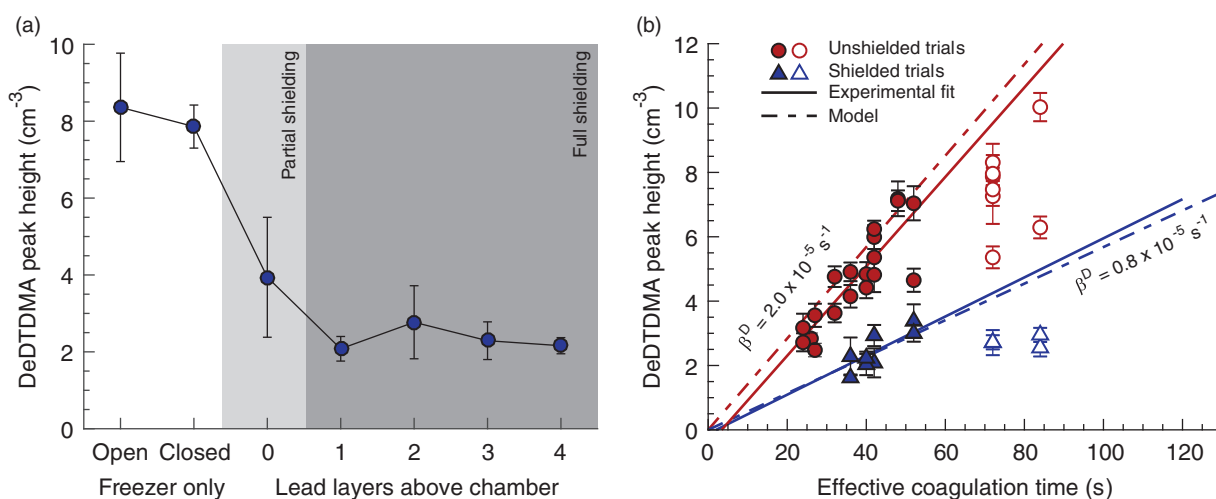 (a)
DeDTDMA peak height (cm⁻³)
10
8
6
4
2
0
Partial shielding
Full shielding
Open Closed 0 1 2 3 4
Freezer only Lead layers above chamber
(b)
DeDTDMA peak height (cm⁻³)
12
10
8
6
4
2
0
Unshielded trials
Shielded trials
Experimental fit
Model
βᴰ = 2.0 x 10⁻⁵ s⁻¹
βᴰ = 0.8 x 10⁻⁵ s⁻¹
0 20 40 60 80 100 120
Effective coagulation time (s)